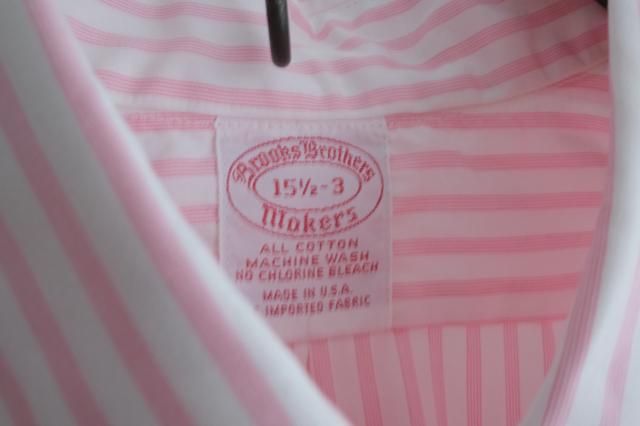 Brooks Brothers
15½-3
Makers
ALL COTTON
MACHINE WASH
NO CHLORINE BLEACH
MADE IN U.S.A.
IMPORTED FABRIC